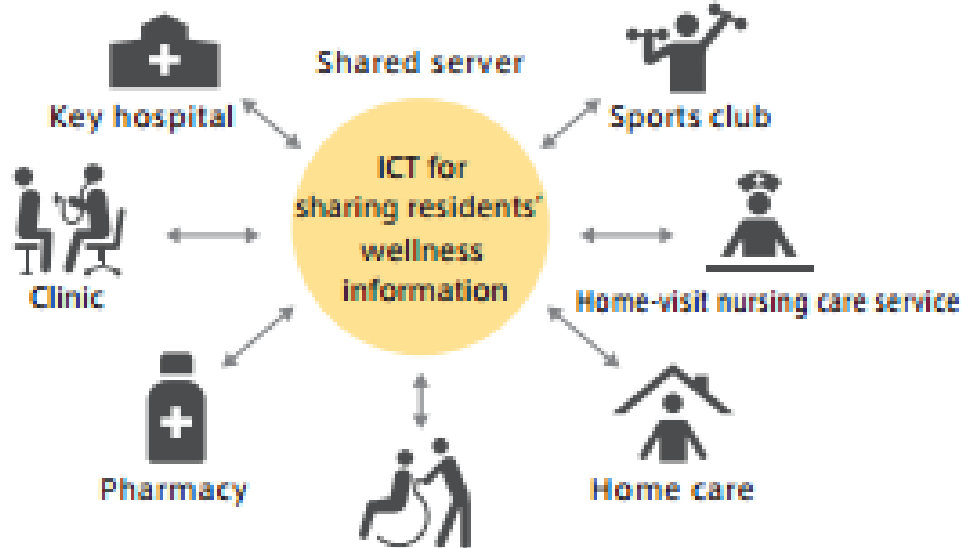 Shared server
Key hospital
Sports club
ICT for
sharing residents’
wellness
information
Clinic
Home-visit nursing care service
Pharmacy
Home care